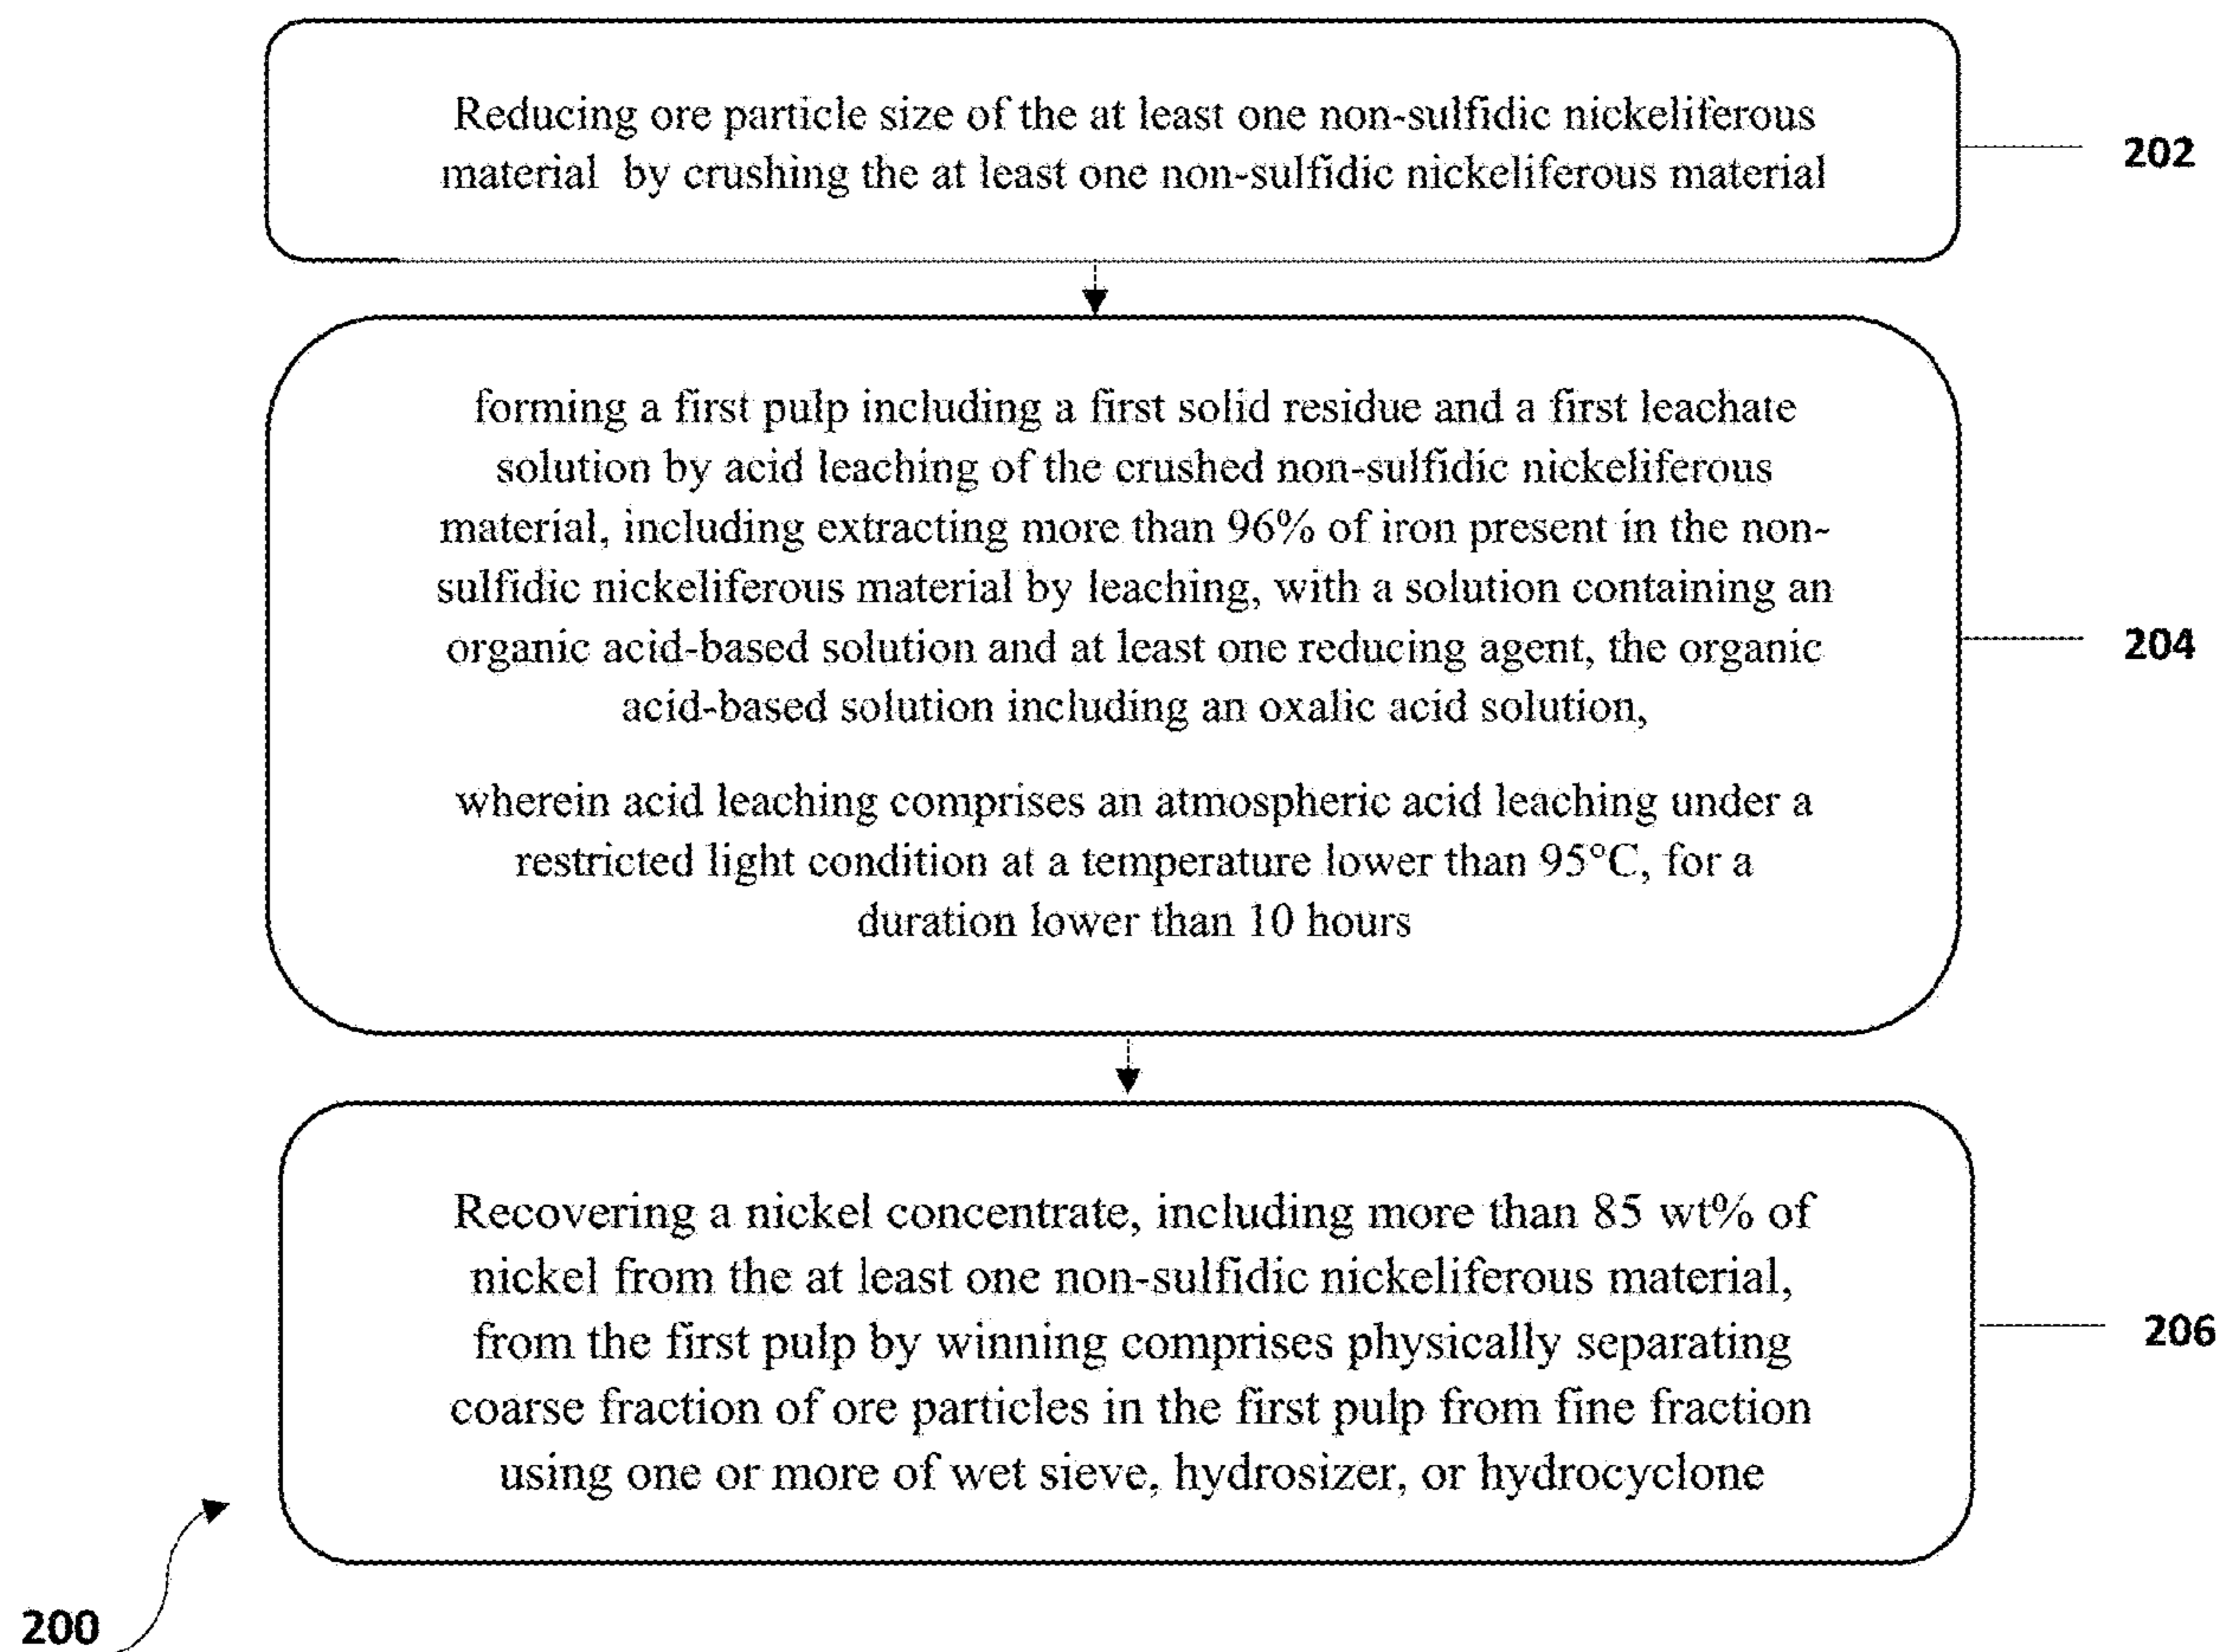 Reducing ore particle size of the at least one non-sulfidic nickeliferous
material by crushing the at least one non-sulfidic nickeliferous material
202
forming a first pulp including a first solid residue and a first leachate
solution by acid leaching of the crushed non-sulfidic nickeliferous
material, including extracting more than 96% of iron present in the non-
sulfidic nickeliferous material by leaching, with a solution containing an
organic acid-based solution and at least one reducing agent, the organic
acid-based solution including an oxalic acid solution,
wherein acid leaching comprises an atmospheric acid leaching under a
restricted light condition at a temperature lower than 95°C, for a
duration lower than 10 hours
204
Recovering a nickel concentrate, including more than 85 wt% of
nickel from the at least one non-sulfidic nickeliferous material,
from the first pulp by winning comprises physically separating
coarse fraction of ore particles in the first pulp from fine fraction
using one or more of wet sieve, hydrosizer, or hydrocyclone
206
200